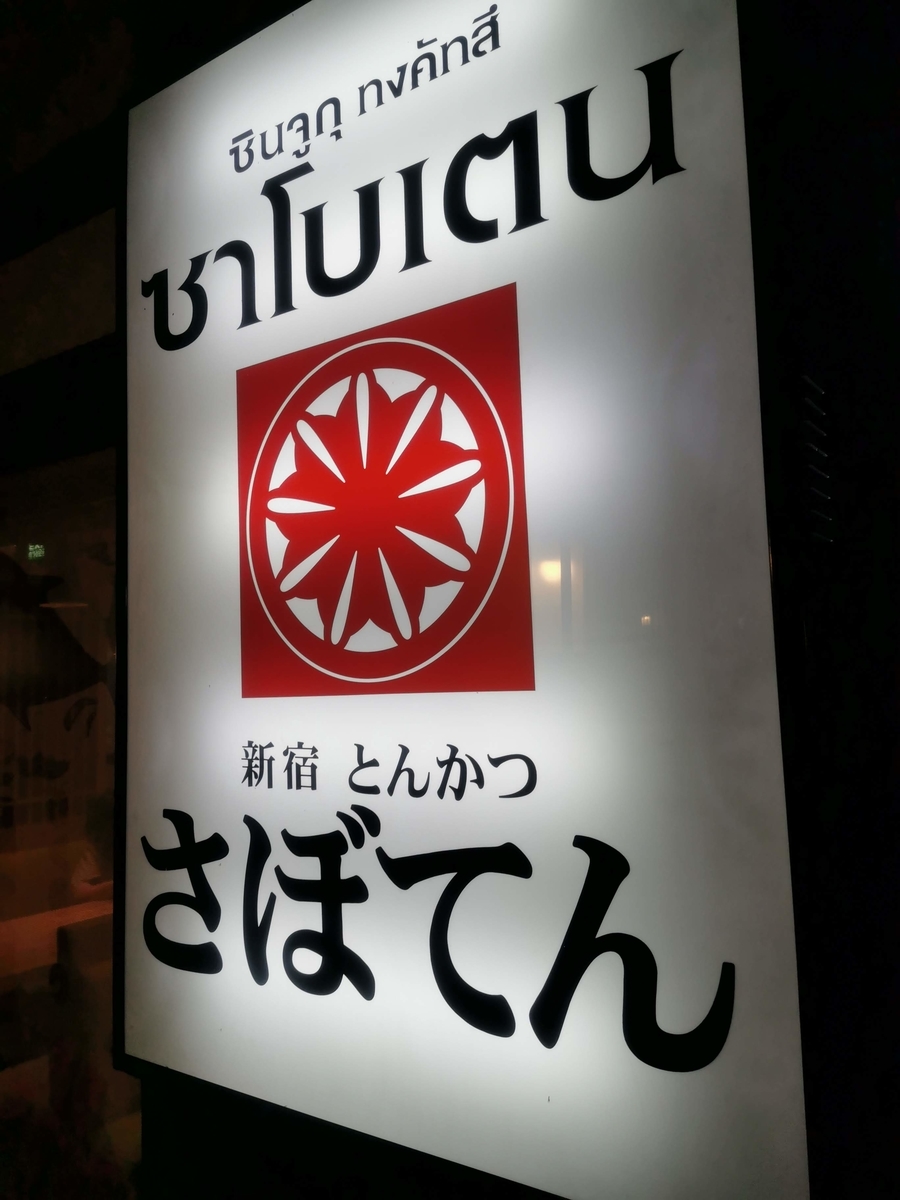 ชินจูกุ ทงคัทสึ
ซาโบเตน
新宿 とんかつ
さぼてん